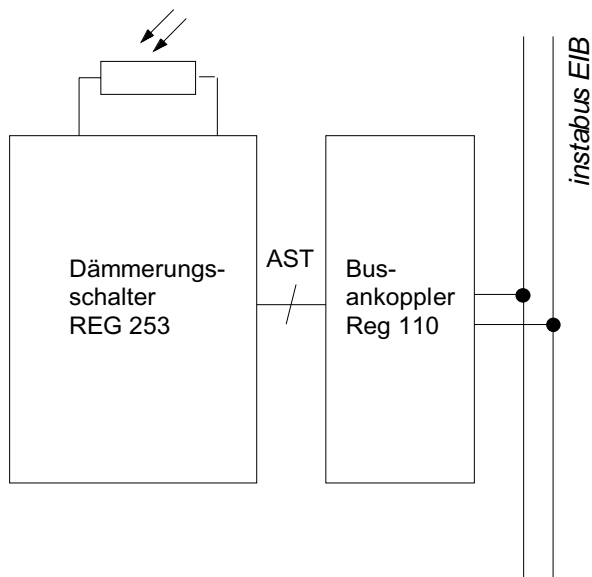 Dämmerungs-
schalter
REG 253
AST
Bus-
ankoppler
Reg 110
instabus EIB